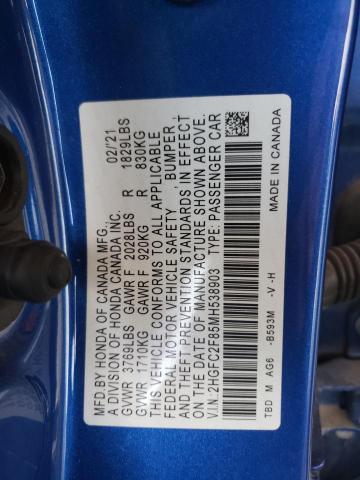 MFD.BY HONDA OF CANADA MFG., 02/'21
A DIVISION OF HONDA CANADA INC.
GVWR 3769LBS GAWR F 2028LBS R 1829LBS
GVWR 1710KG GAWR F 920KG R 830KG
THIS VEHICLE CONFORMS TO ALL APPLICABLE
FEDERAL MOTOR VEHICLE SAFETY, BUMPER,
AND THEFT PREVENTION STANDARDS IN EFFECT
ON THE DATE OF MANUFACTURE SHOWN ABOVE.
VIN: 2HGFC2F85MH538903 TYPE: PASSENGER CAR
TBD M AG6 -B593M -V -H MADE IN CANADA